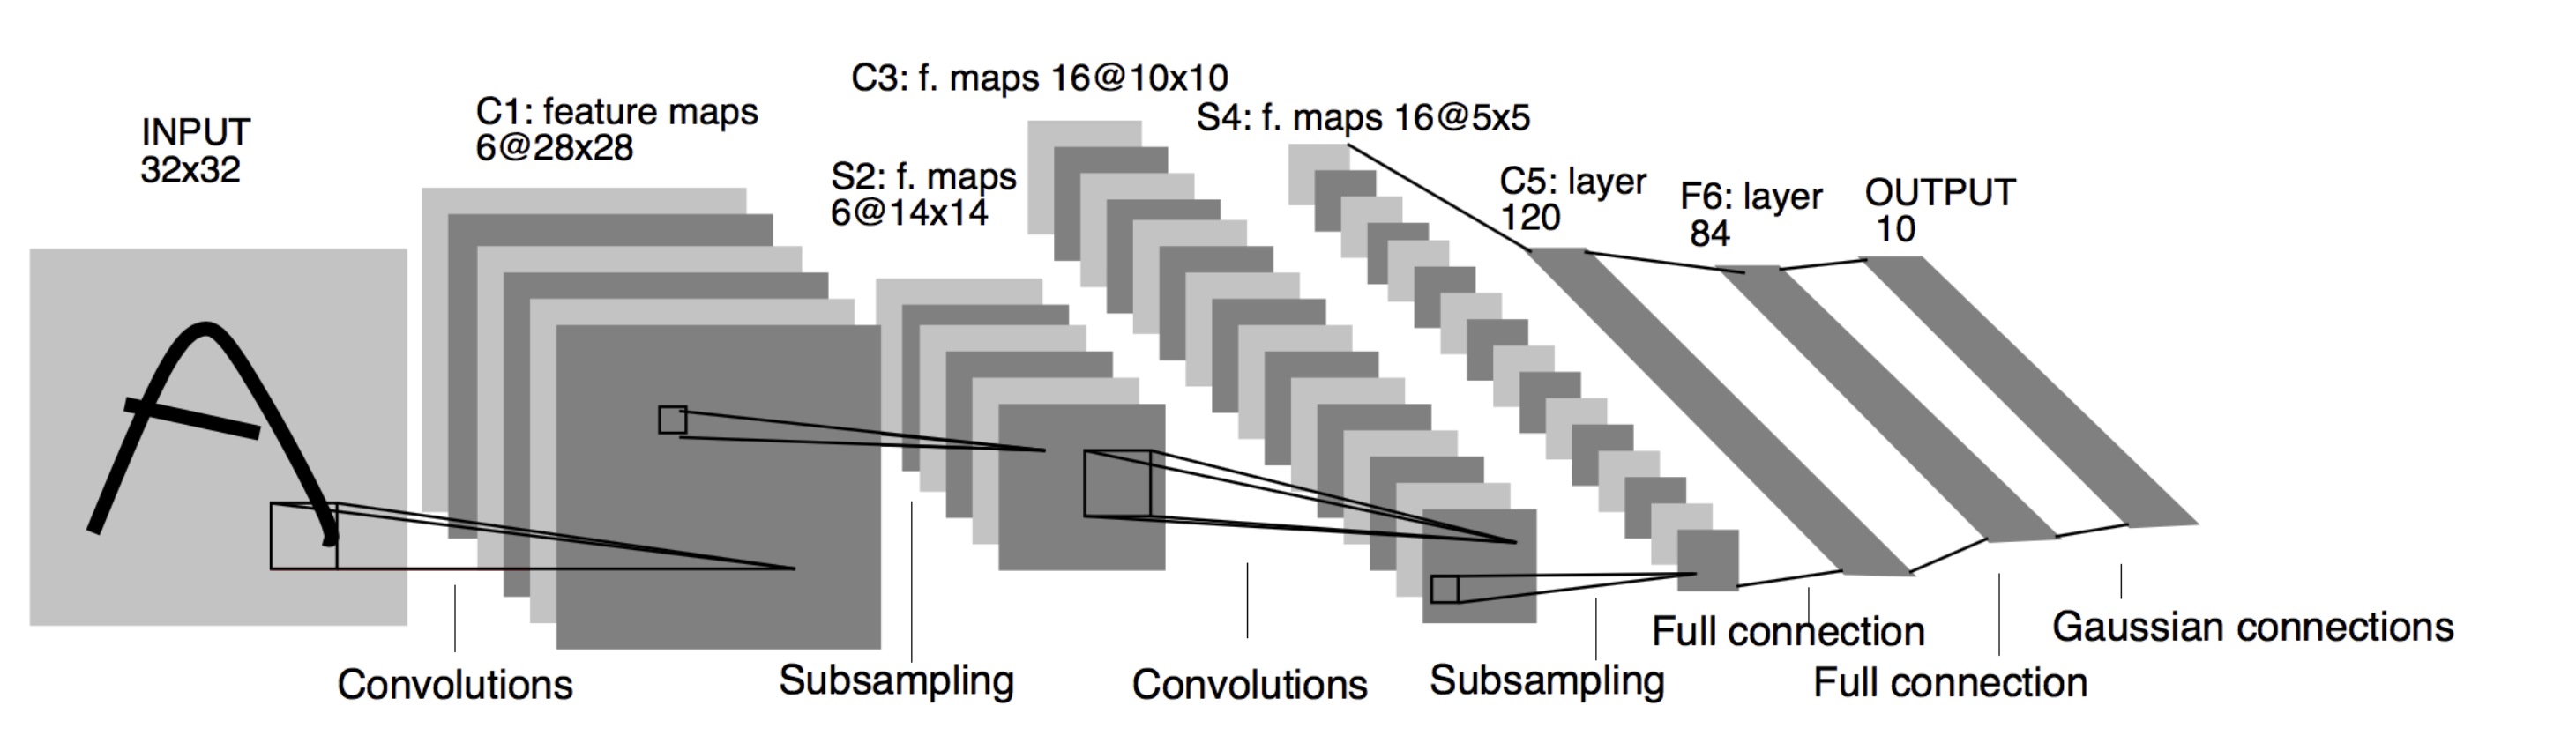 INPUT
32x32
C1: feature maps
6@28x28
S2: f. maps
6@14x14
C3: f. maps 16@10x10
S4: f. maps 16@5x5
C5: layer
120
F6: layer
84
OUTPUT
10
Convolutions
Subsampling
Convolutions
Subsampling
Full connection
Full connection
Gaussian connections